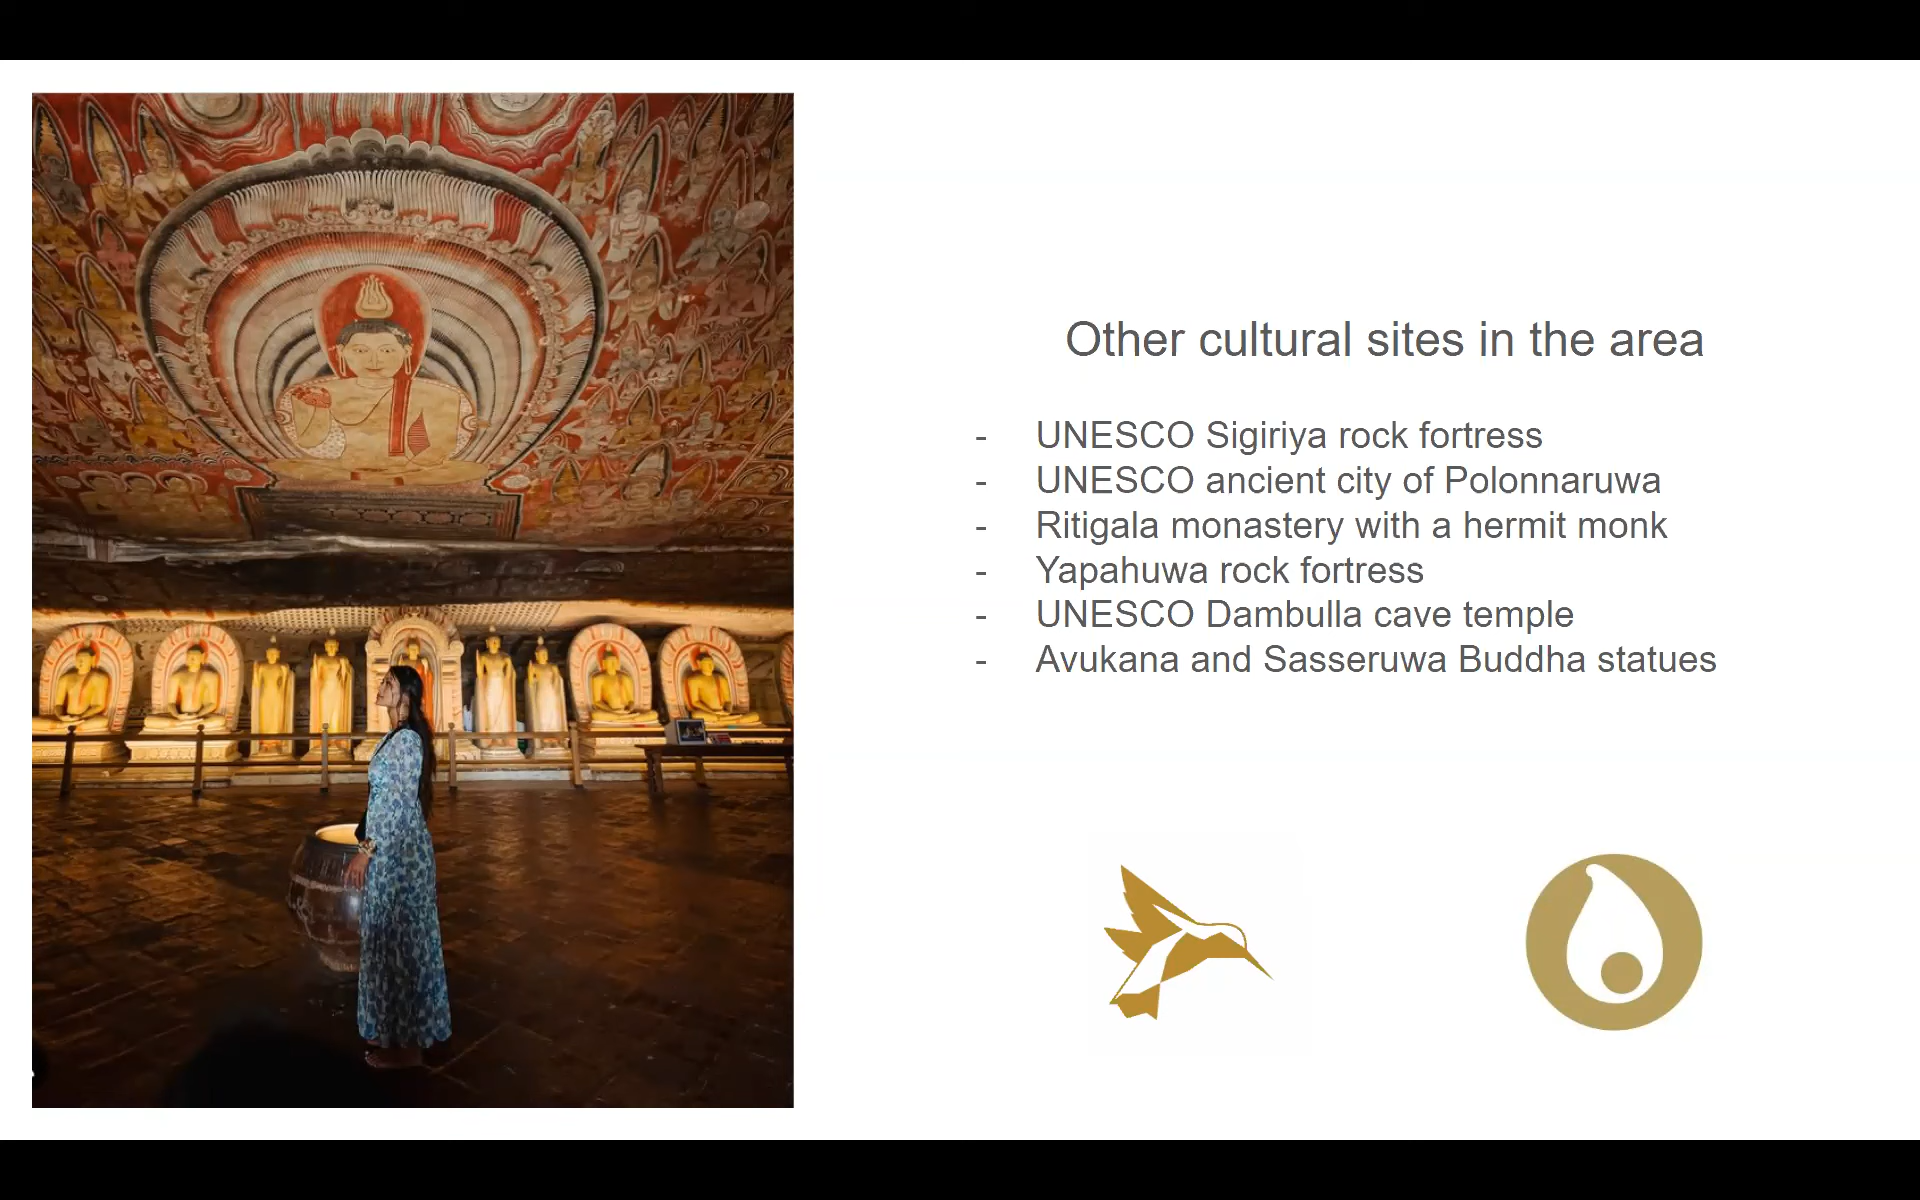 Other cultural sites in the area
- UNESCO Sigiriya rock fortress
- UNESCO ancient city of Polonnaruwa
- Ritigala monastery with a hermit monk
- Yapahuwa rock fortress
- UNESCO Dambulla cave temple
- Avukana and Sasseruwa Buddha statues